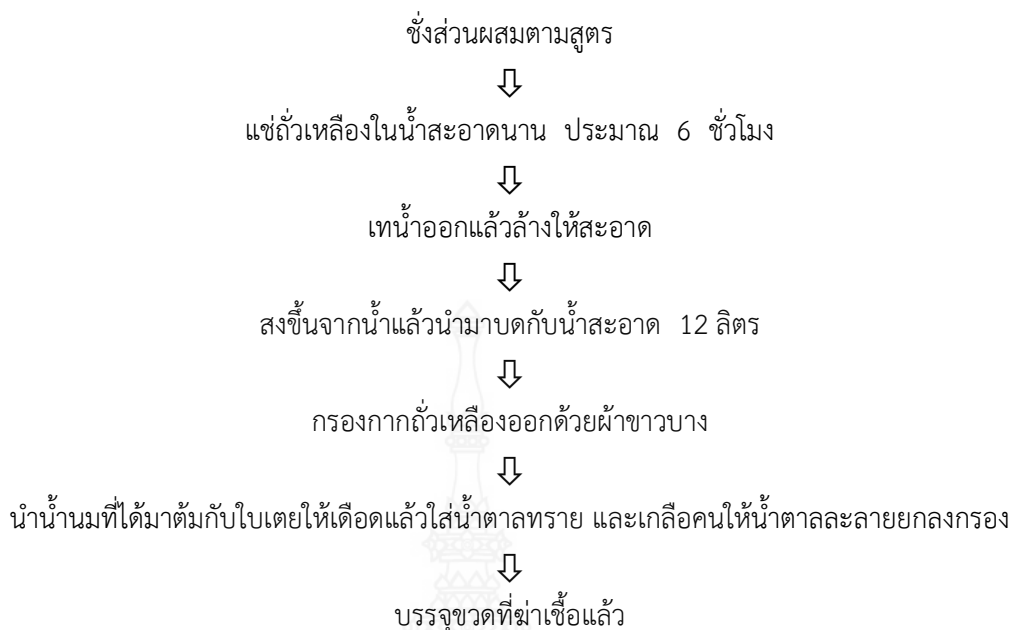 ชั่งส่วนผสมตามสูตร
⇩
แช่ถั่วเหลืองในน้ำสะอาดนาน ประมาณ 6 ชั่วโมง
⇩
เทน้ำออกแล้วล้างให้สะอาด
⇩
สงขึ้นจากน้ำแล้วนำมาบดกับน้ำสะอาด 12 ลิตร
⇩
กรองกากถั่วเหลืองออกด้วยผ้าขาวบาง
⇩
นำน้ำนมที่ได้มาต้มกับใบเตยให้เดือดแล้วใส่น้ำตาลทราย และเกลือคนให้น้ำตาลละลายยกลงกรอง
⇩
บรรจุขวดที่ฆ่าเชื้อแล้ว